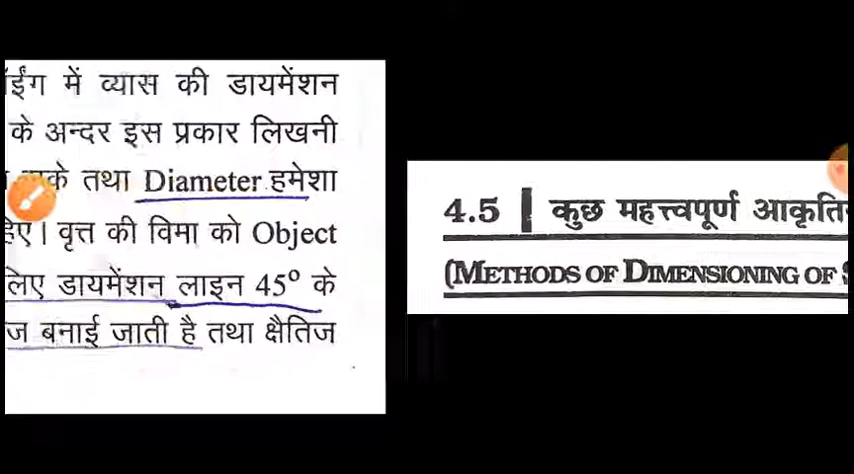 में व्यास की डायमेंशन
के अन्दर इस प्रकार लिखनी
तथा Diameter हमेशा
वृत्त की विमा को Object
लिए डायमेंशन लाइन 45° के
ज बनाई जाती है तथा क्षैतिज
4.5 कुछ महत्त्वपूर्ण
(METHODS OF DIMENSIONING OF